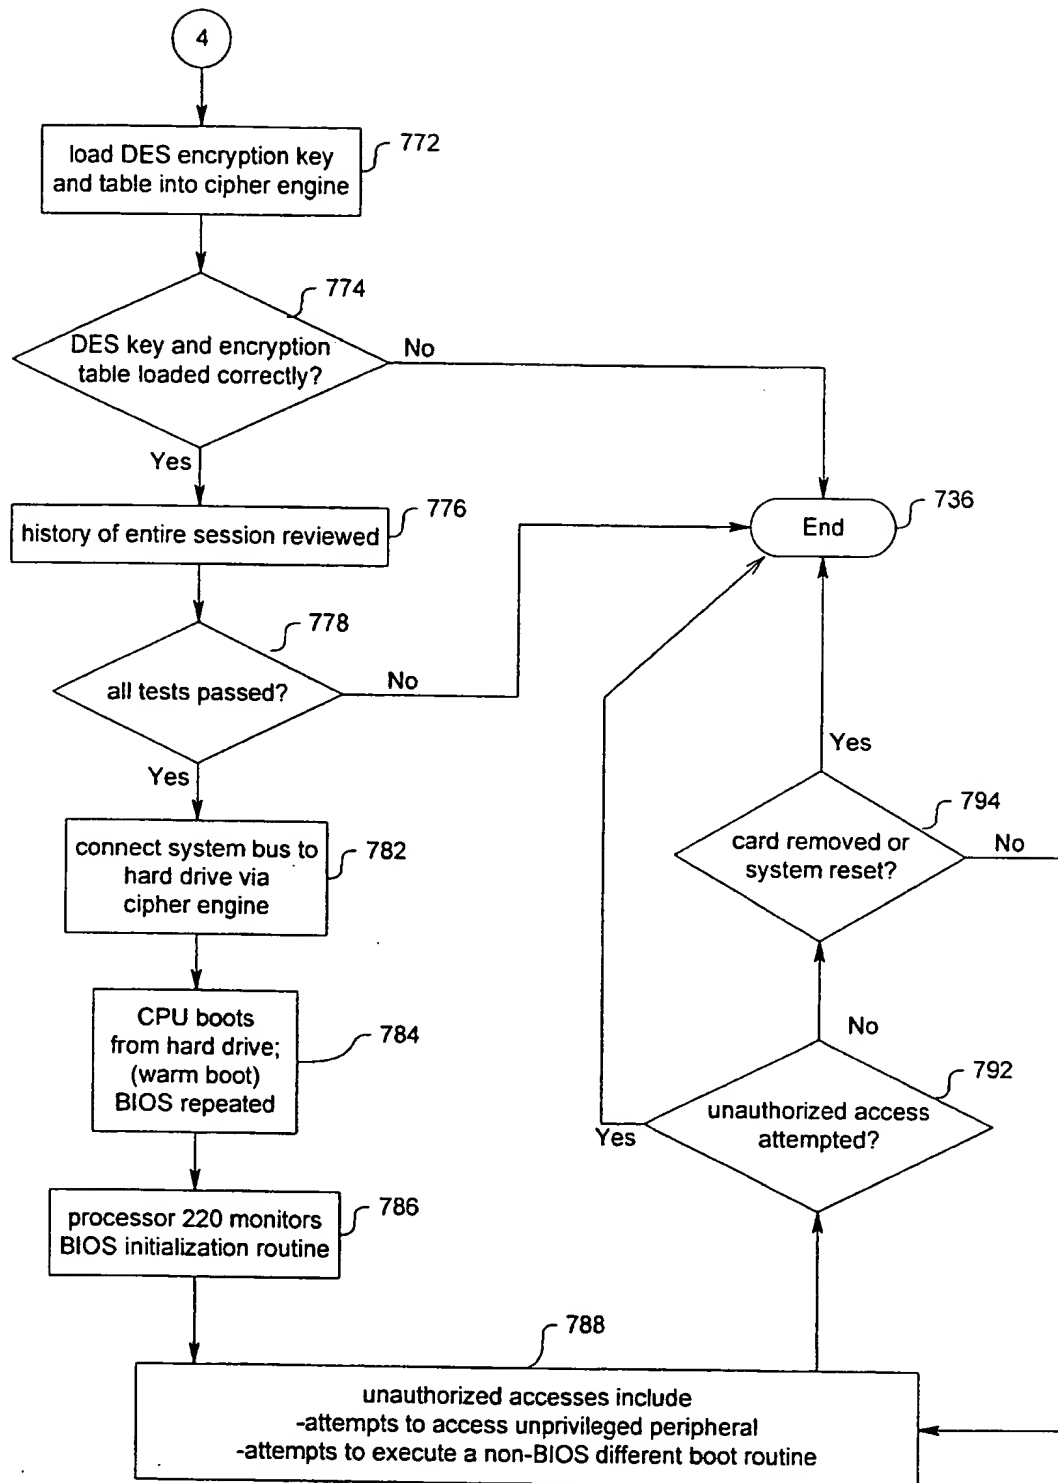 4
load DES encryption key
and table into cipher engine
772
774
DES key and encryption
table loaded correctly?
No
Yes
history of entire session reviewed
776
736
End
778
all tests passed?
No
Yes
connect system bus to
hard drive via
cipher engine
782
CPU boots
from hard drive;
(warm boot)
BIOS repeated
784
processor 220 monitors
BIOS initialization routine
786
788
unauthorized accesses include
-attempts to access unprivileged peripheral
-attempts to execute a non-BIOS different boot routine
792
unauthorized access
attempted?
Yes
No
794
card removed or
system reset?
Yes
No